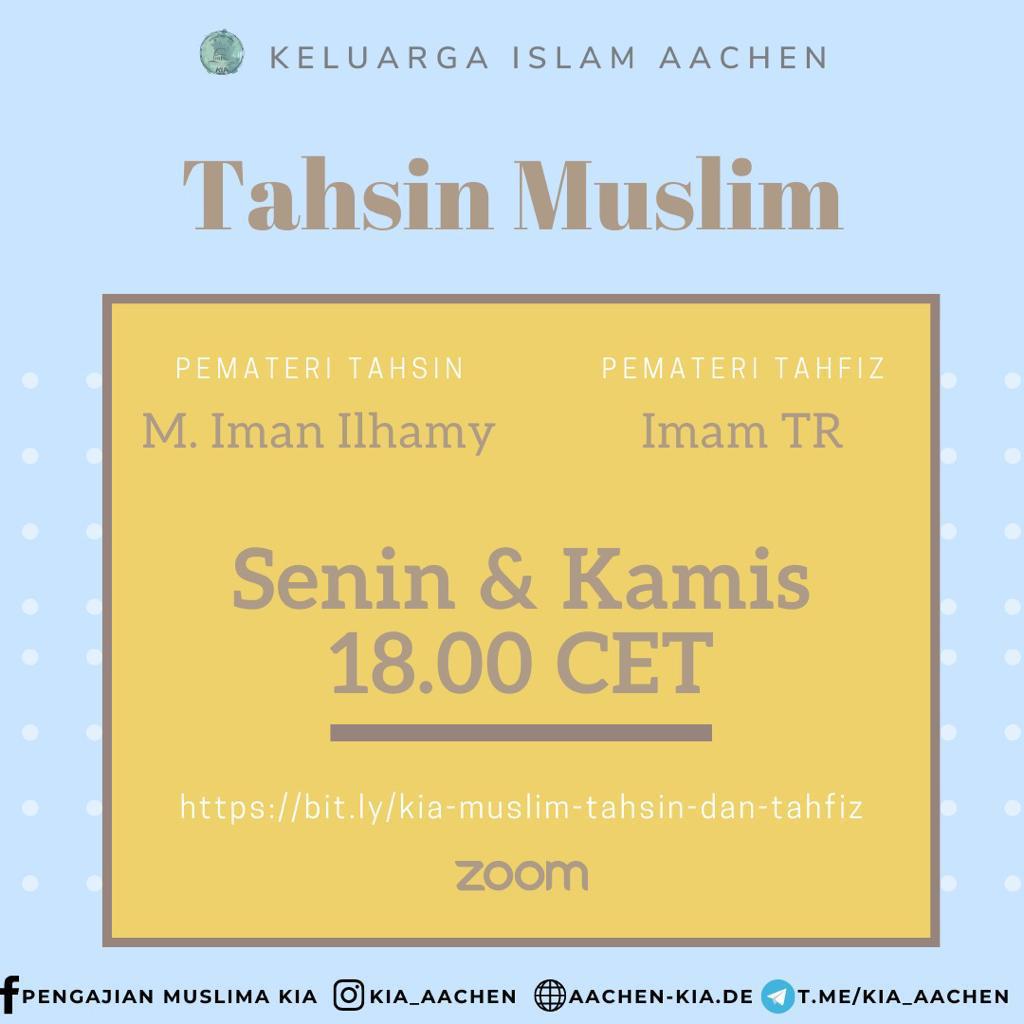 KIA
KELUARGA ISLAM AACHEN
Tahsin Muslim
PEMATERI TAHSIN
M. Iman Ilhamy
PEMATERI TAHFIZ
Imam TR
Senin & Kamis
18.00 CET
https://bit.ly/kia-muslim-tahsin-dan-tahfiz
zoom
PENGAJIAN MUSLIMA KIA KIA_AACHEN AACHEN-KIA.DE T.ME/KIA_AACHEN